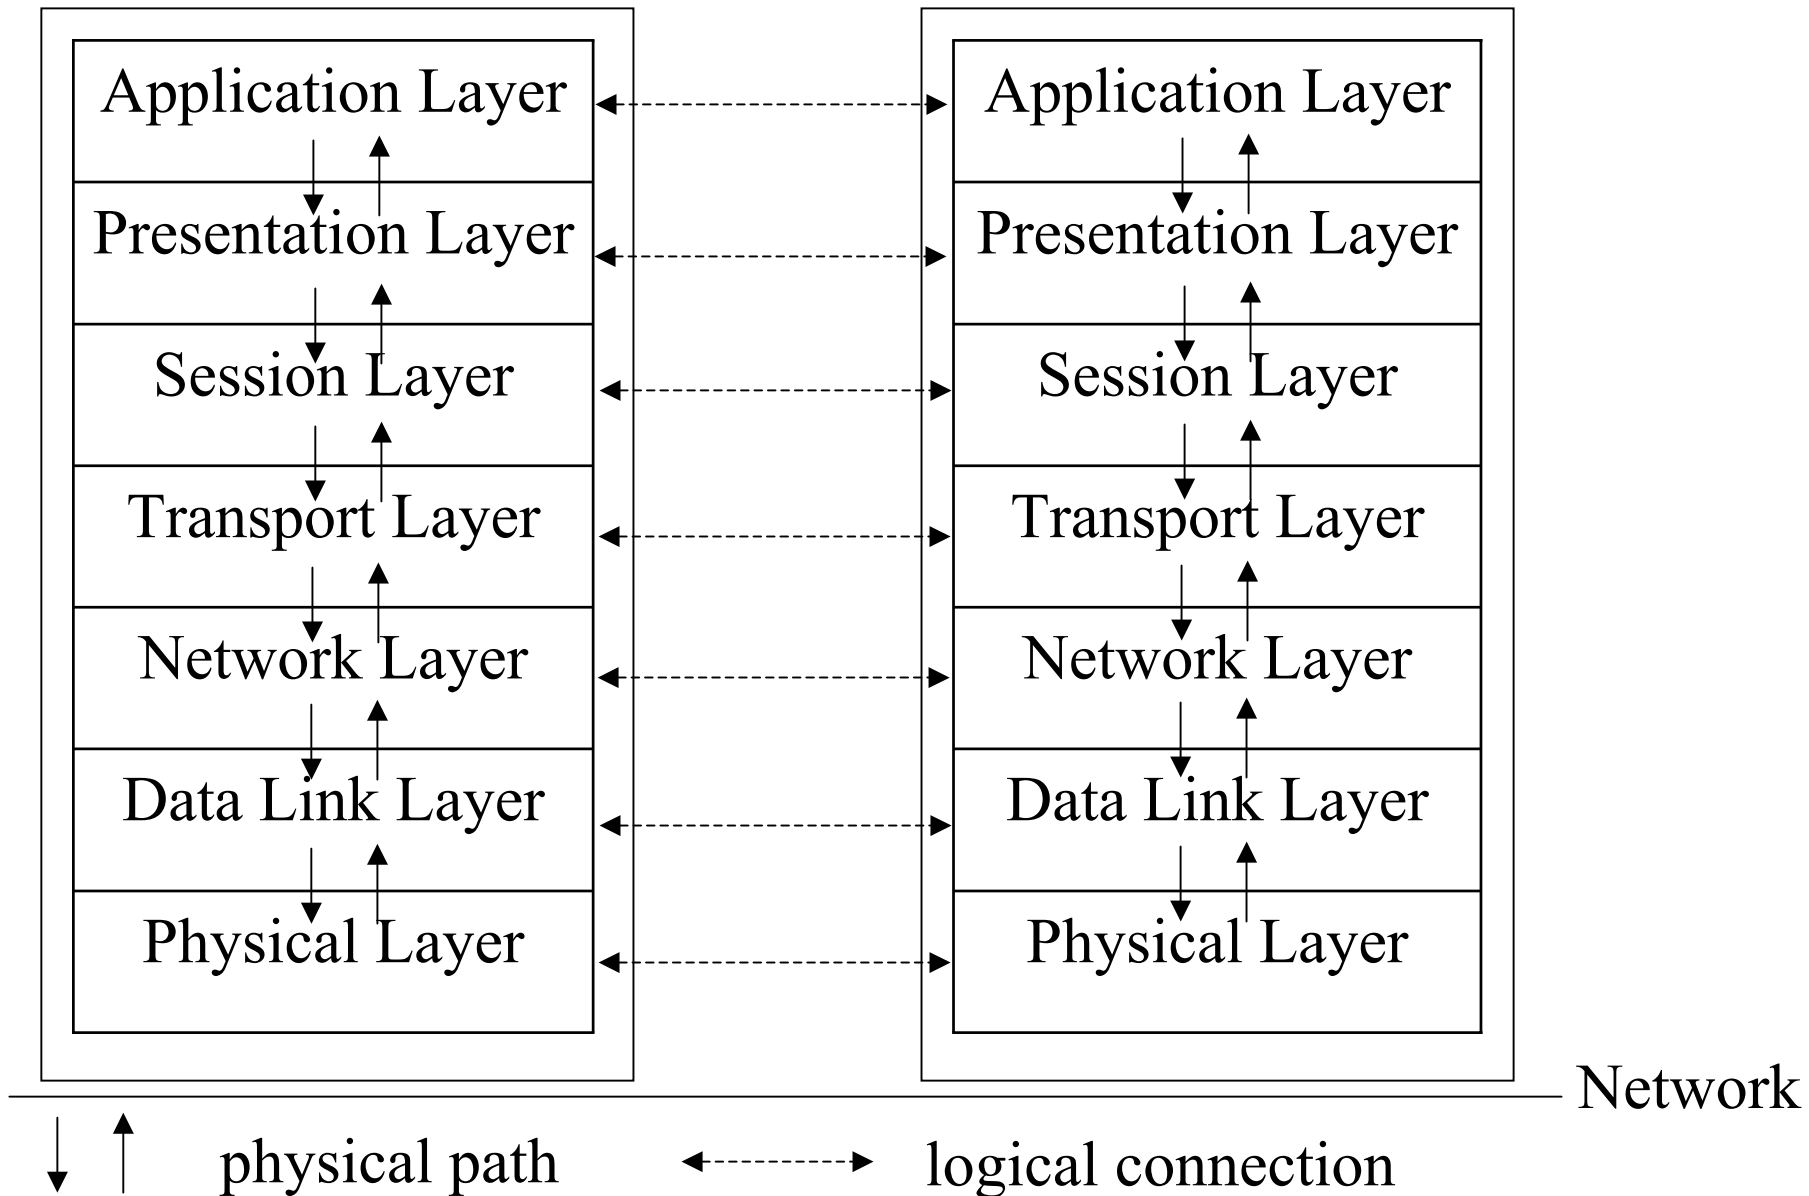 Application Layer Application Layer
Presentation Layer Presentation Layer
Session Layer Session Layer
Transport Layer Transport Layer
Network Layer Network Layer
Data Link Layer Data Link Layer
Physical Layer Physical Layer
Network
physical path logical connection